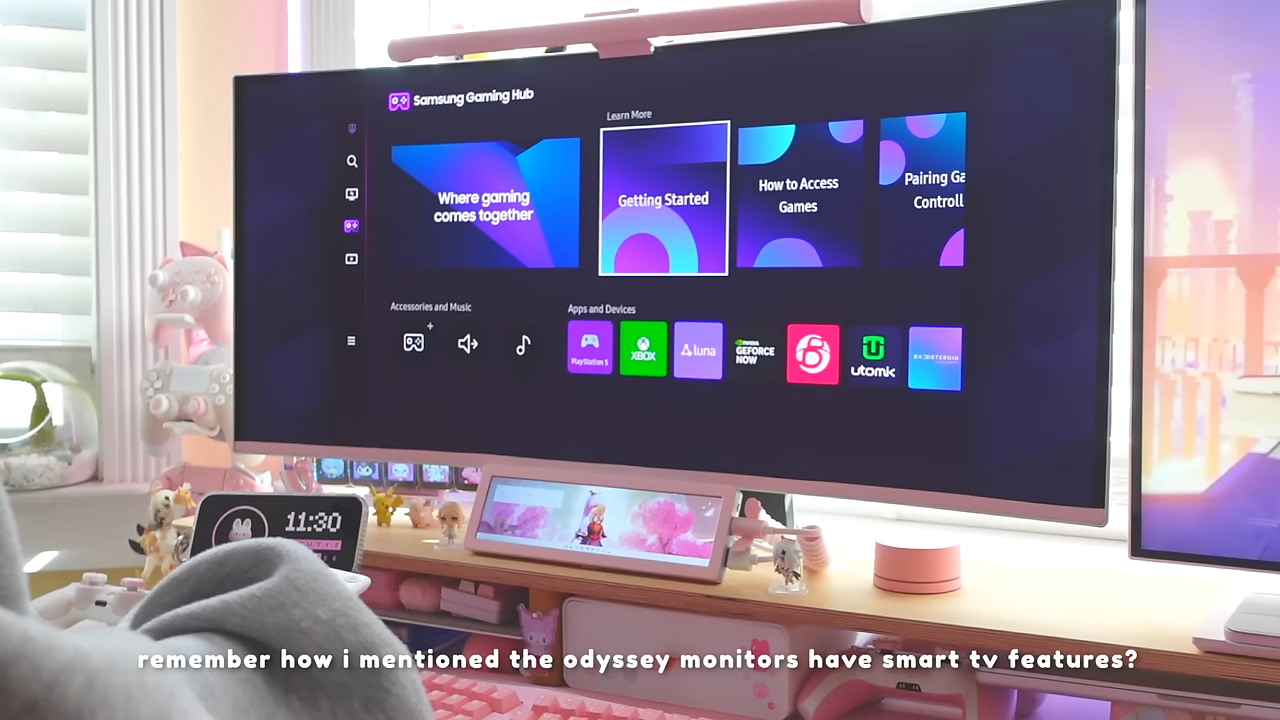 Samsung Gaming Hub
Learn More
Where gaming
comes together
Getting Started
How to Access
Games
Pairing Ga
Controll
Accessories and Music
Apps and Devices
PlayStation 5
XBOX
luna
NVIDIA
GEFORCE
NOW
utomik
BOOSTEROID
11:30
remember how i mentioned the odyssey monitors have smart tv features?